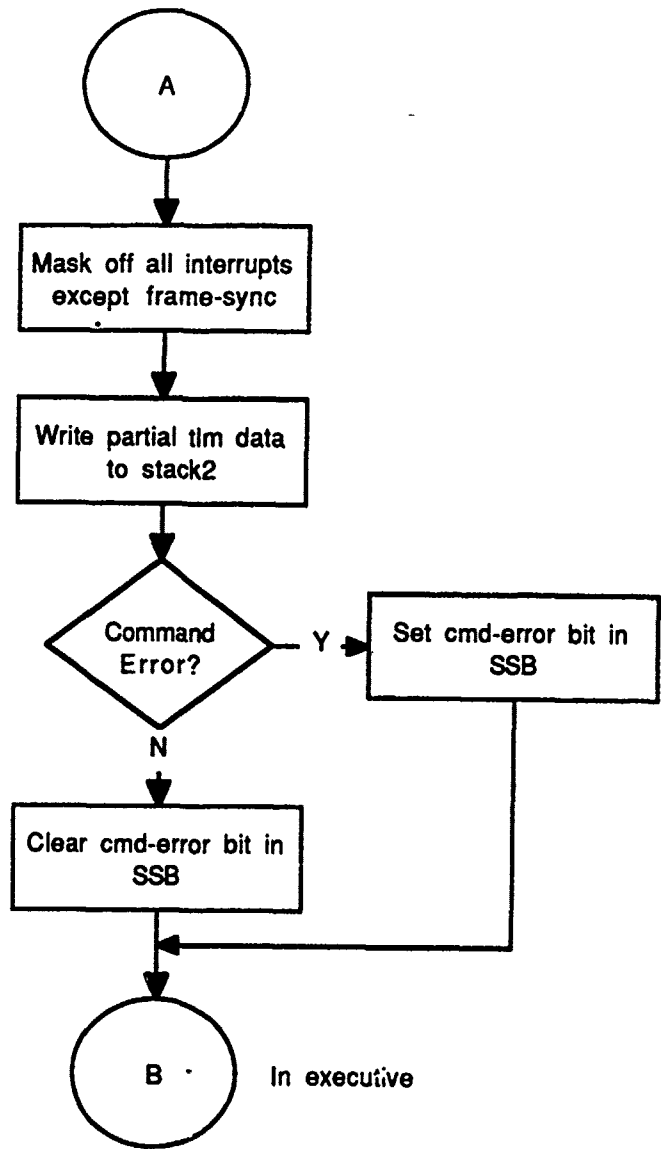 A
Mask off all interrupts
except frame-sync
Write partial tlm data
to stack2
Command
Error?
Y
Set cmd-error bit in
SSB
N
Clear cmd-error bit in
SSB
B
In executive